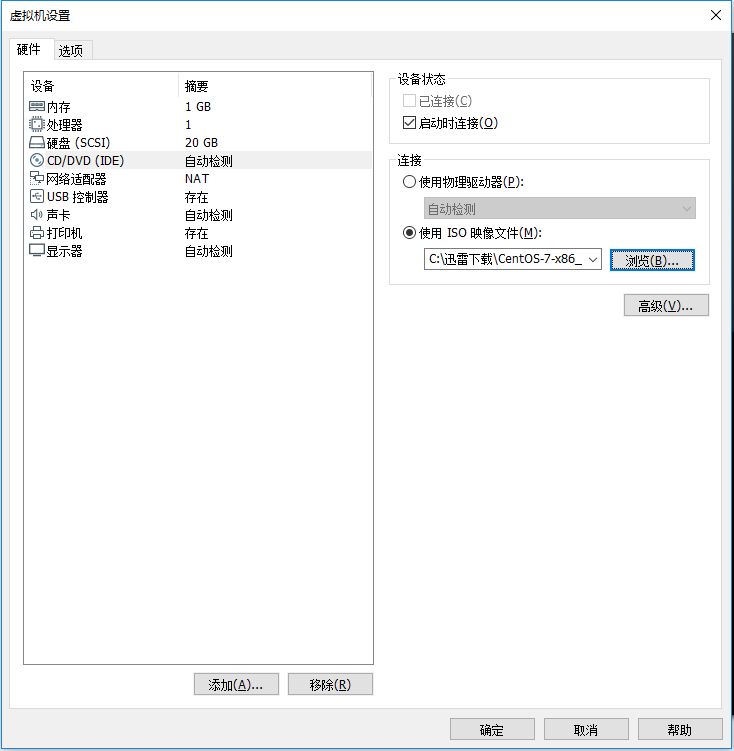 虚拟机设置
硬件 选项
设备 摘要
内存 1 GB
处理器 1
硬盘 (SCSI) 20 GB
CD/DVD (IDE) 自动检测
网络适配器 NAT
USB 控制器 存在
声卡 自动检测
打印机 存在
显示器 自动检测
添加(A)... 移除(R)
设备状态
已连接(C)
启动时连接(O)
连接
使用物理驱动器(P):
自动检测
使用 ISO 映像文件(M):
C:\迅雷下载\CentOS-7-x86_ 浏览(B)...
高级(V)...
确定 取消 帮助